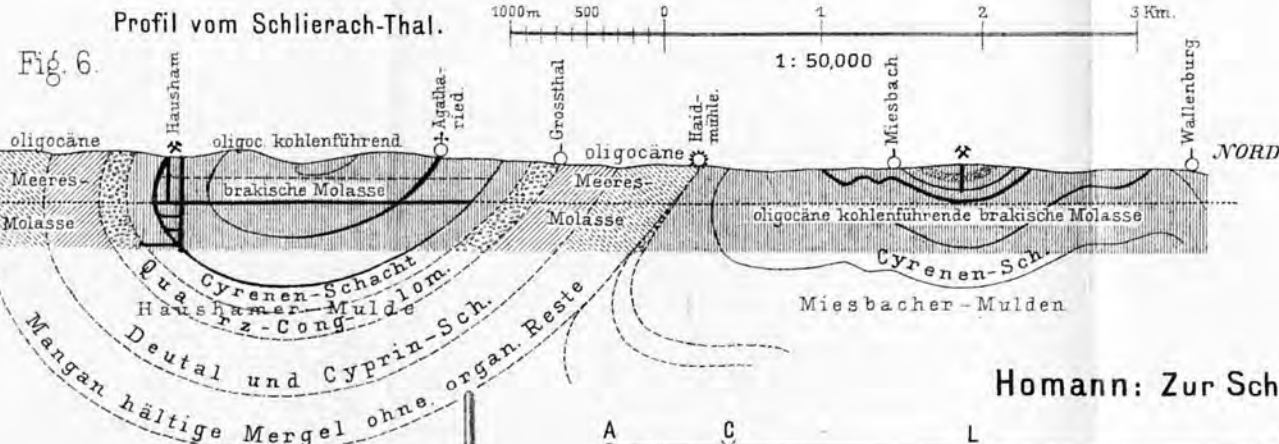 Profil vom Schlierach-Thal.
1000m 500 0 1 2 3 Km.
1: 50,000
Fig. 6.
Hausham
Agatha-
ried
Grossthal
Haid-
mühle.
Miesbach
Wallenburg
NORD
oligocäne
oligoc. kohlenführend
oligocäne
Meeres-
brakische Molasse
Meeres-
Molasse
Molasse
oligocäne kohlenführende brakische Molasse
Cyrenen-Schacht
Cyrenen-Sch.
Haushamer-Mulde
Miesbacher-Mulden
Quarz-Conglom.
Deutal und Cyprin-Sch.
Mangan hältige Mergel ohne organ. Reste
Homann: Zur Sch
A C L